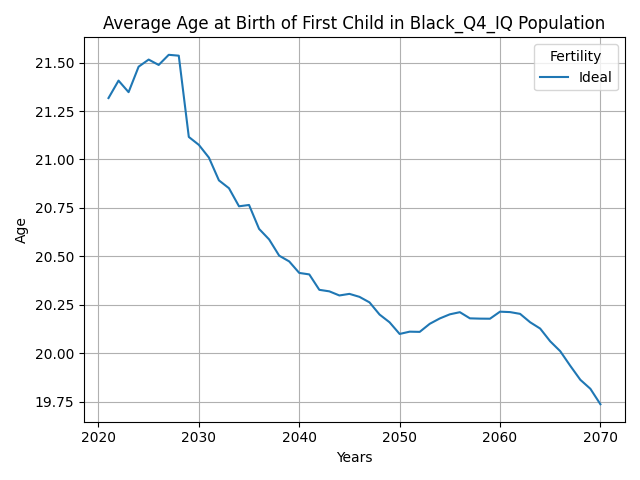 Average Age at Birth of First Child in Black_Q4_IQ Population
Fertility
Ideal
21.50
21.25
21.00
20.75
20.50
20.25
20.00
19.75
Age
2020 2030 2040 2050 2060 2070
Years